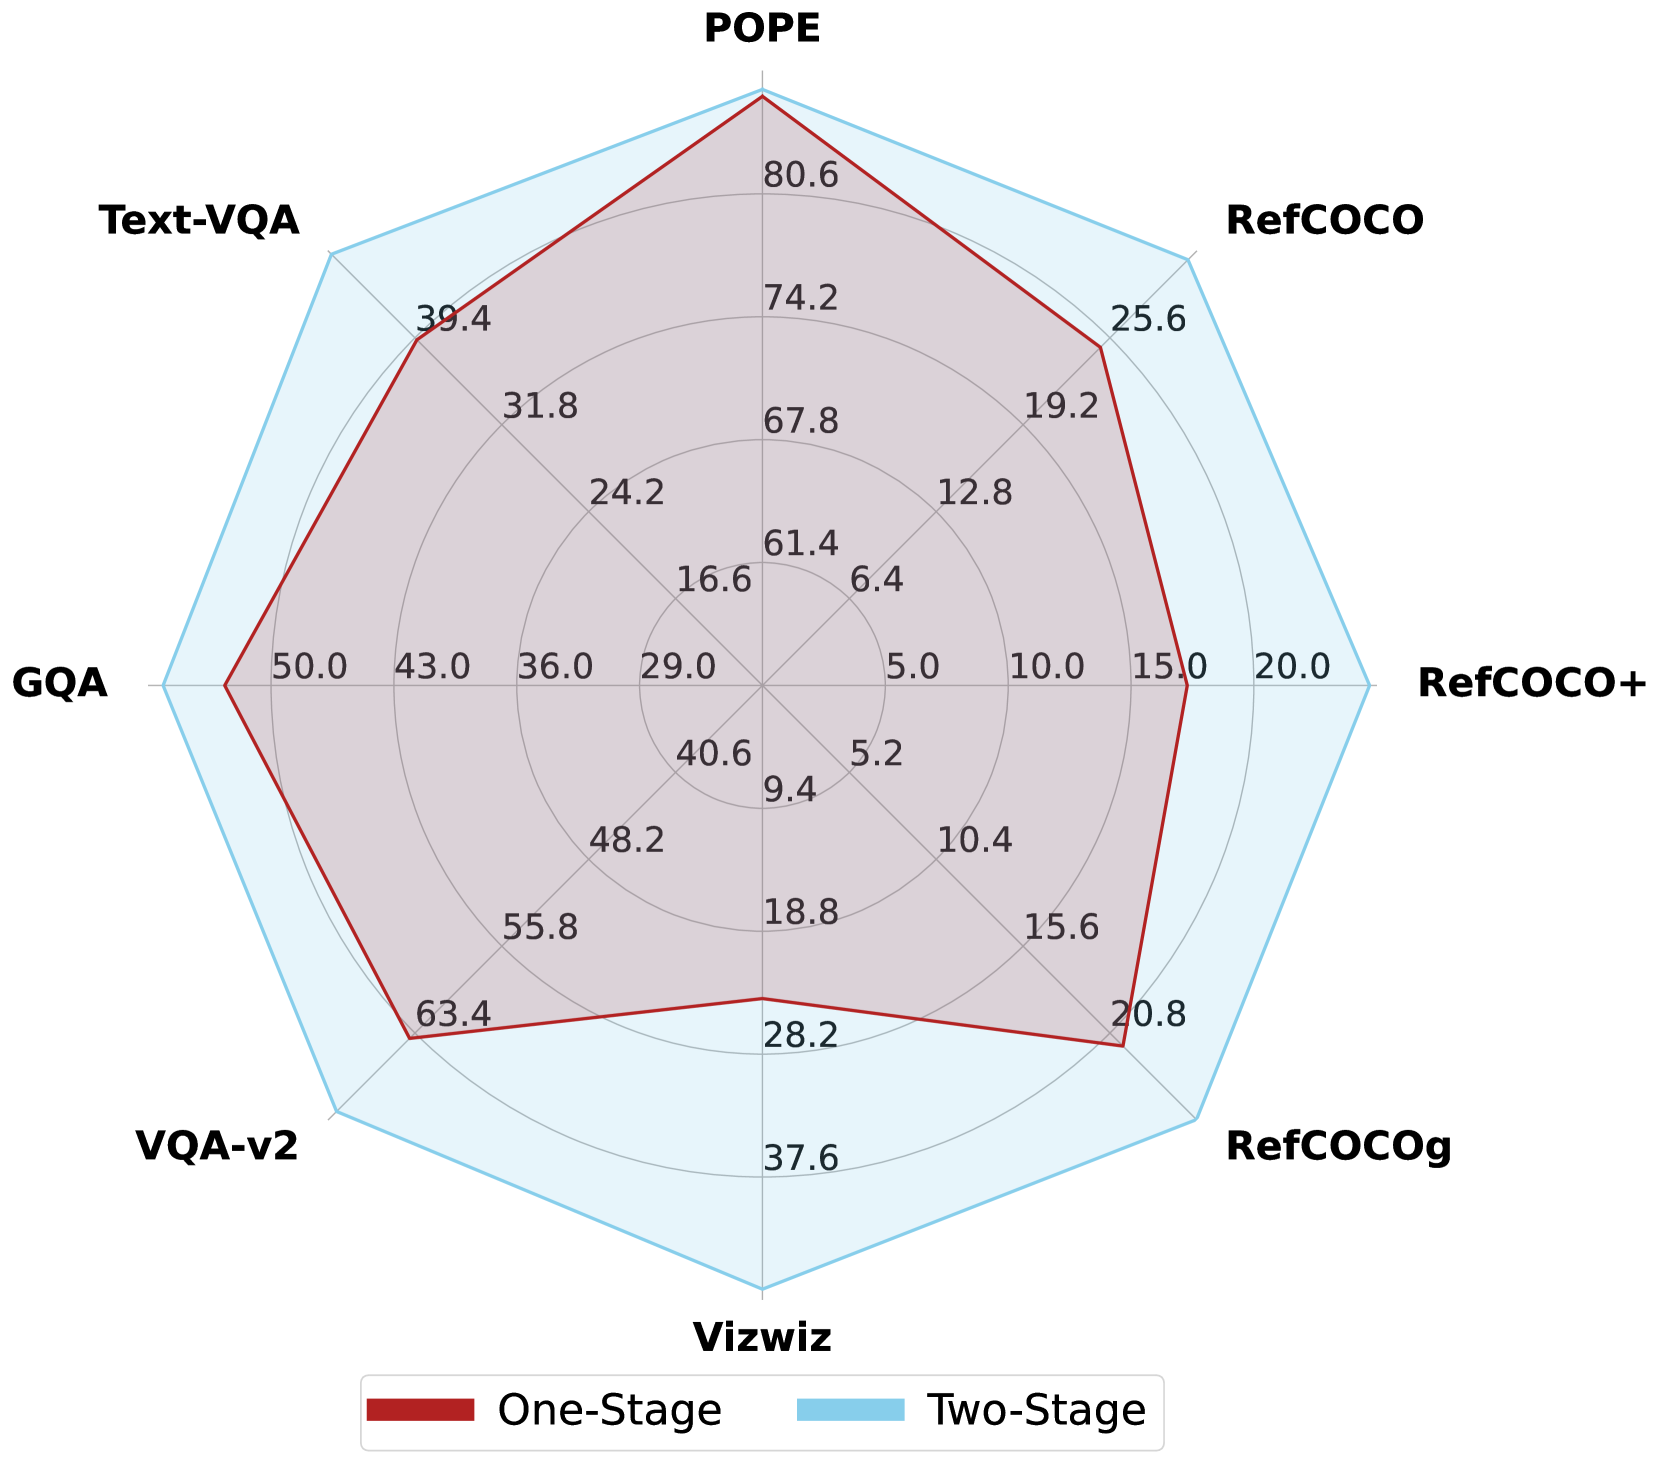 POPE
80.6
Text-VQA
RefCOCO
74.2
39.4
25.6
31.8
67.8
19.2
24.2
12.8
61.4
16.6
6.4
GQA
50.0 43.0 36.0 29.0 5.0 10.0 15.0 20.0
RefCOCO+
40.6
5.2
9.4
48.2
10.4
18.8
55.8
15.6
63.4
20.8
28.2
VQA-v2
RefCOCOg
37.6
Vizwiz
One-Stage
Two-Stage